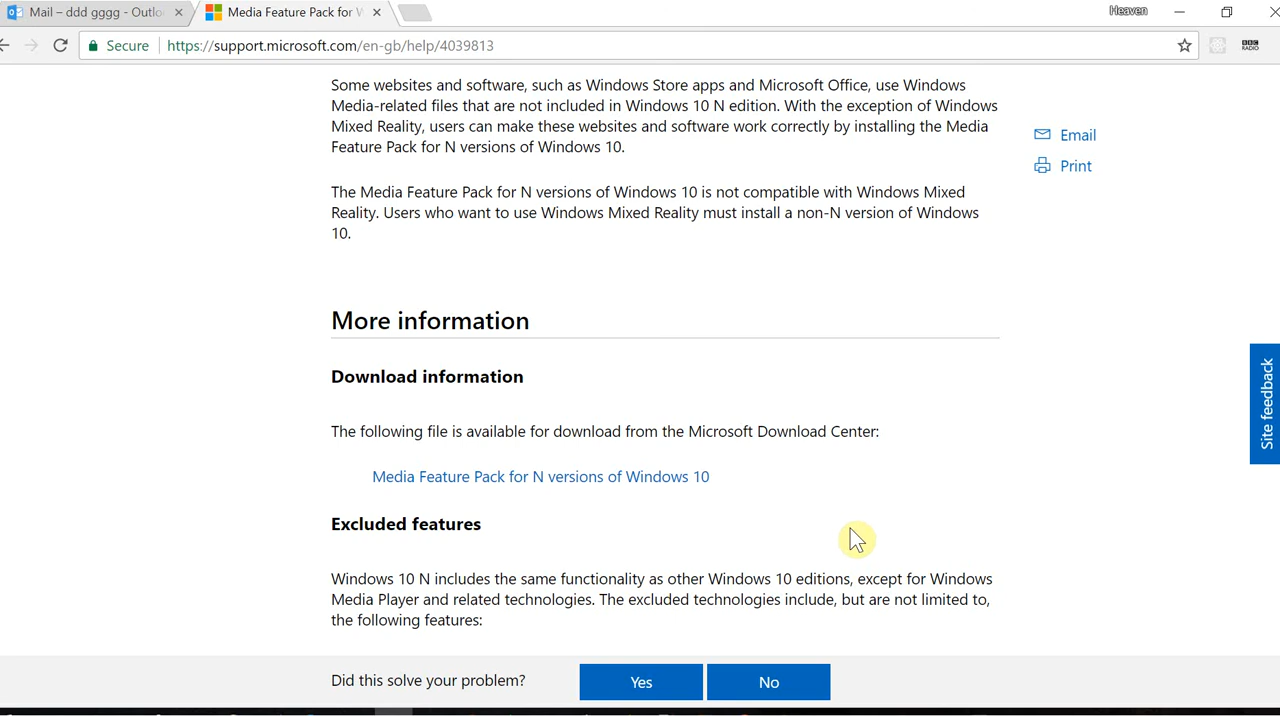 Mail – ddd gggg - Outlo
Media Feature Pack for W
Heaven
Secure
https://support.microsoft.com/en-gb/help/4039813
BBC
RADIO
Some websites and software, such as Windows Store apps and Microsoft Office, use Windows
Media-related files that are not included in Windows 10 N edition. With the exception of Windows
Mixed Reality, users can make these websites and software work correctly by installing the Media
Feature Pack for N versions of Windows 10.
Email
Print
The Media Feature Pack for N versions of Windows 10 is not compatible with Windows Mixed
Reality. Users who want to use Windows Mixed Reality must install a non-N version of Windows
10.
More information
Download information
The following file is available for download from the Microsoft Download Center:
Media Feature Pack for N versions of Windows 10
Site feedback
Excluded features
Windows 10 N includes the same functionality as other Windows 10 editions, except for Windows
Media Player and related technologies. The excluded technologies include, but are not limited to,
the following features:
Did this solve your problem?
Yes
No